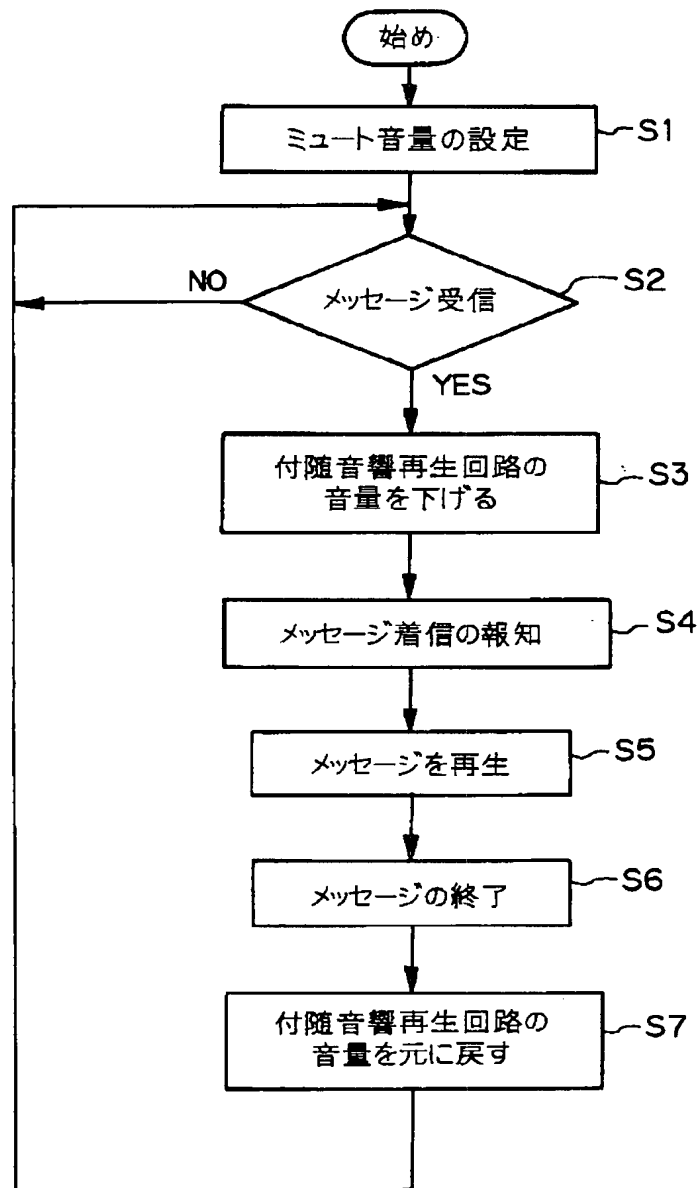 始め
ミュート音量の設定
S1
メッセージ受信
S2
NO
YES
付随音響再生回路の
音量を下げる
S3
メッセージ着信の報知
S4
メッセージを再生
S5
メッセージの終了
S6
付随音響再生回路の
音量を元に戻す
S7